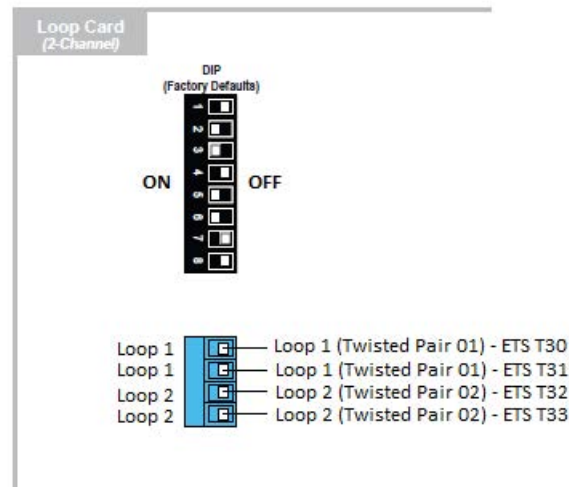 Loop Card
(2-Channel)
DIP
(Factory Defaults)
1
2
3
4
5
6
7
8
ON
OFF
Loop 1 Loop 1 (Twisted Pair 01) - ETS T30
Loop 1 Loop 1 (Twisted Pair 01) - ETS T31
Loop 2 Loop 2 (Twisted Pair 02) - ETS T32
Loop 2 Loop 2 (Twisted Pair 02) - ETS T33